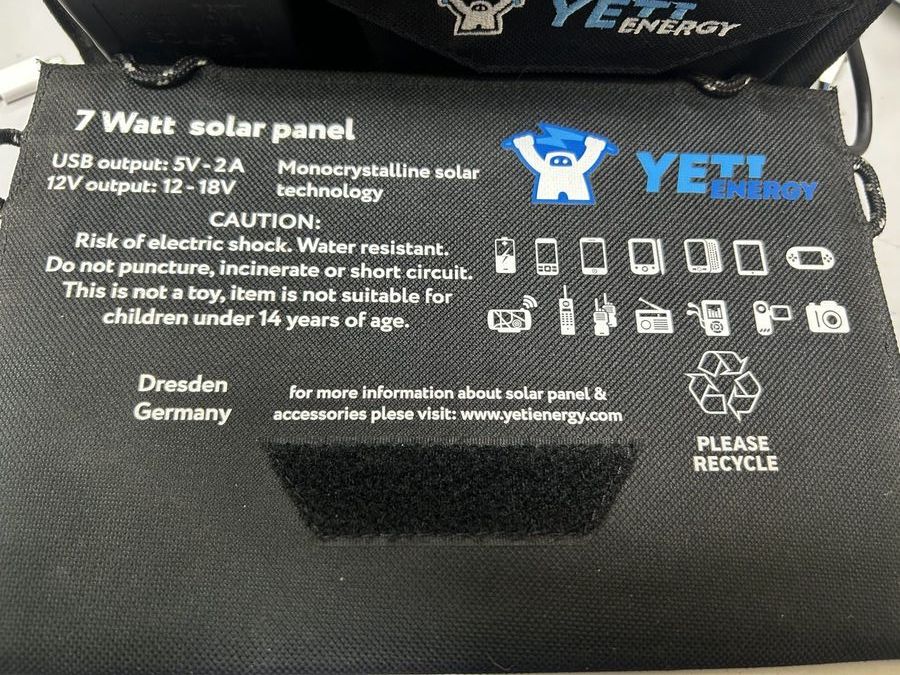 YETI
ENERGY
7 Watt solar panel
USB output: 5V - 2A
12V output: 12 - 18V
Monocrystalline solar
technology
YETI
ENERGY
CAUTION:
Risk of electric shock. Water resistant.
Do not puncture, incinerate or short circuit.
This is not a toy, item is not suitable for
children under 14 years of age.
Dresden
Germany
for more information about solar panel &
accessories plese visit: www.yetienergy.com
PLEASE
RECYCLE